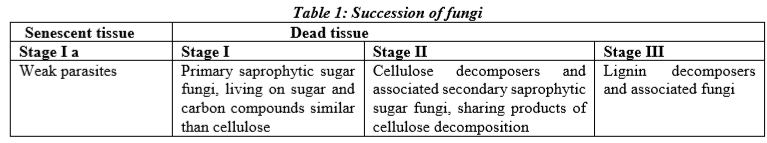 Table 1: Succession of fungi
Senescent tissue Dead tissue
Stage I a Stage I Stage II Stage III
Weak parasites
Primary saprophytic sugar
fungi, living on sugar and
carbon compounds similar
than cellulose
Cellulose decomposers and
associated secondary saprophytic
sugar fungi, sharing products of
cellulose decomposition
Lignin decomposers
and associated fungi